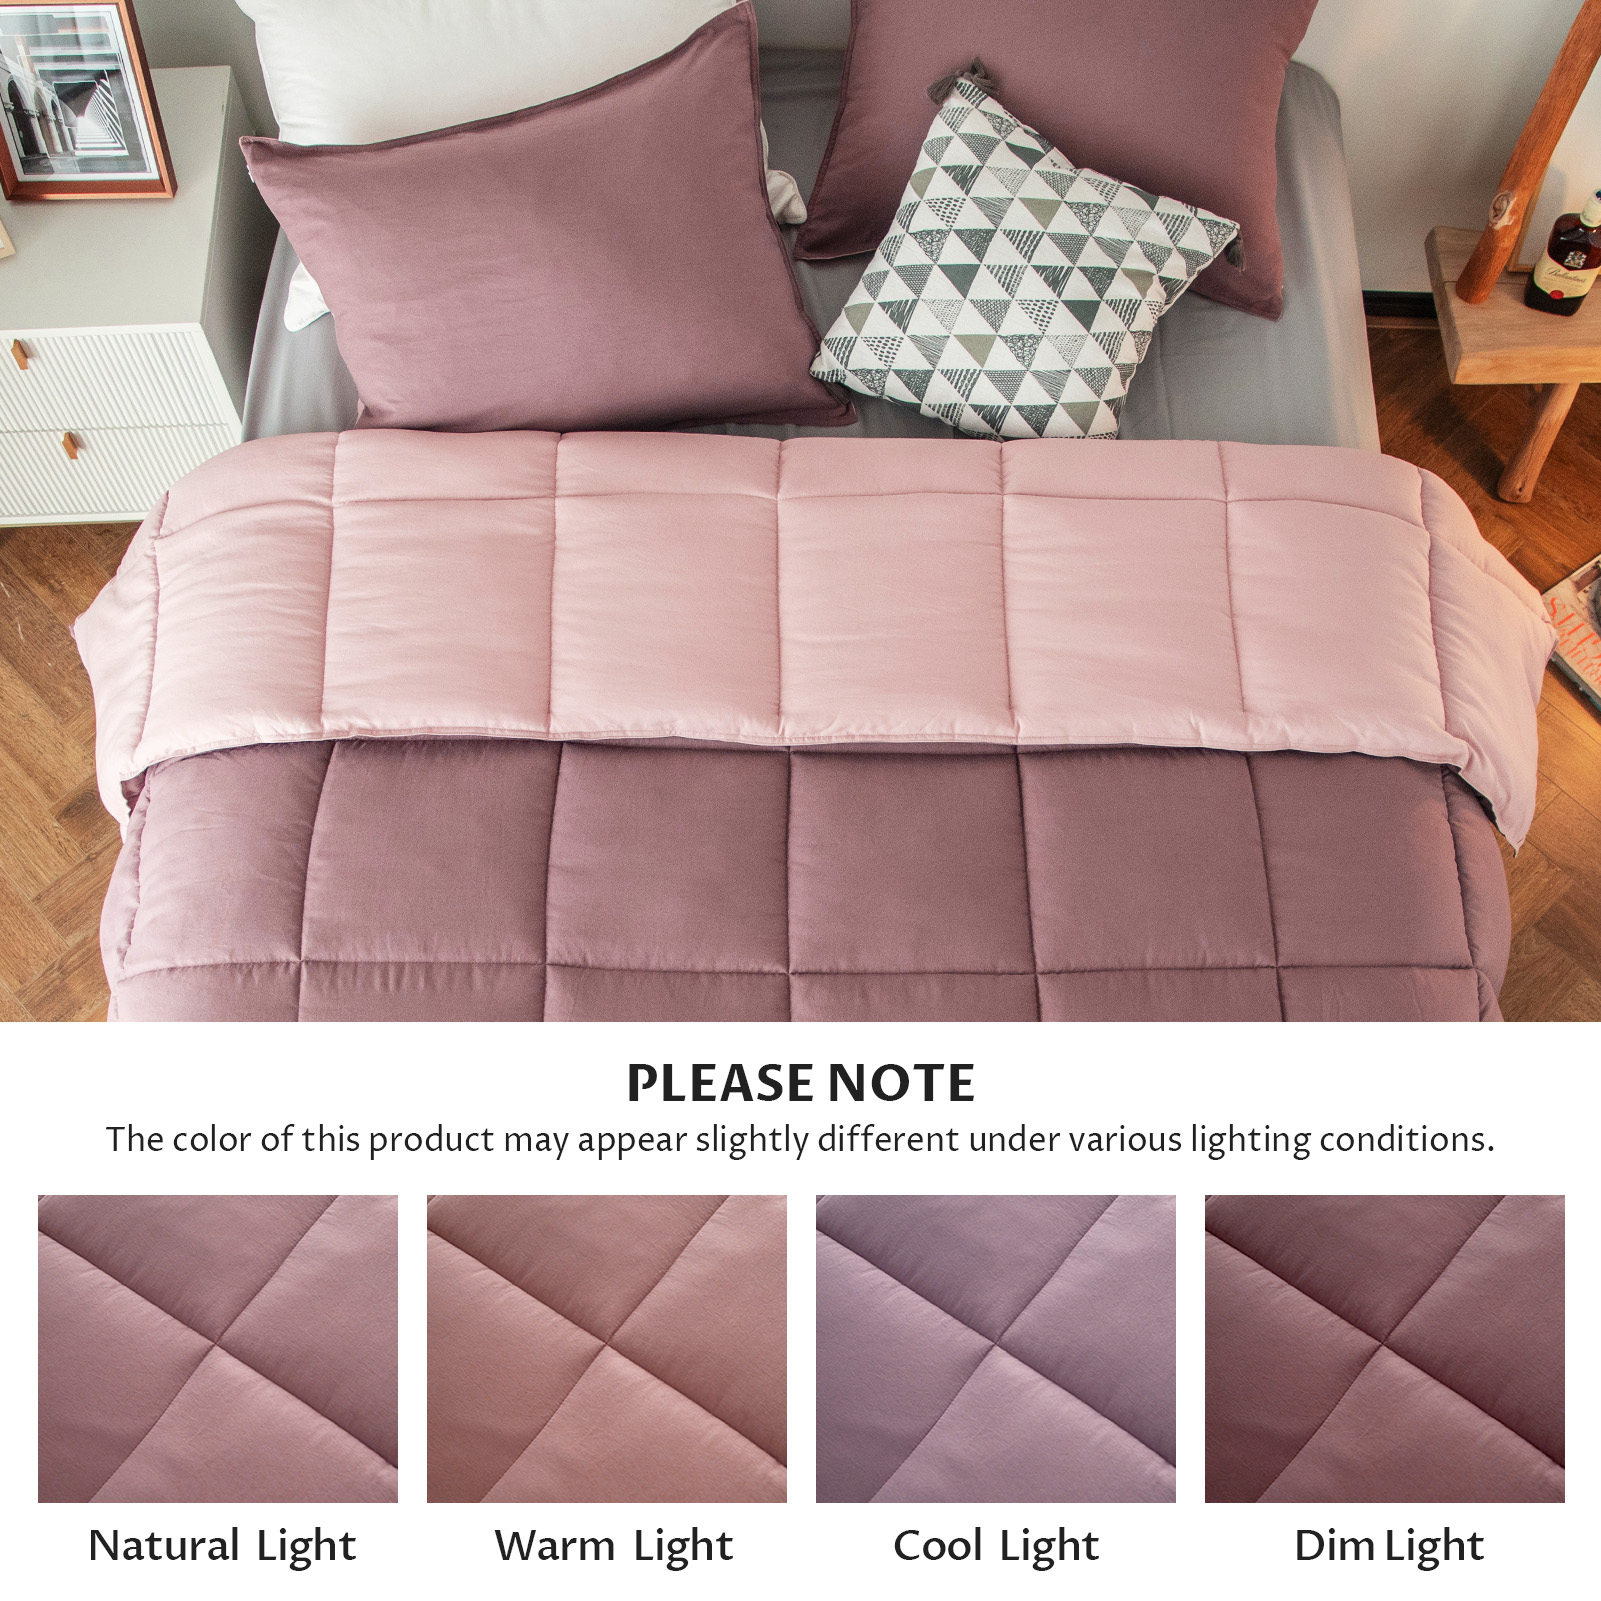 Ballantine's
PLEASE NOTE
The color of this product may appear slightly different under various lighting conditions.
Natural Light
Warm Light
Cool Light
Dim Light